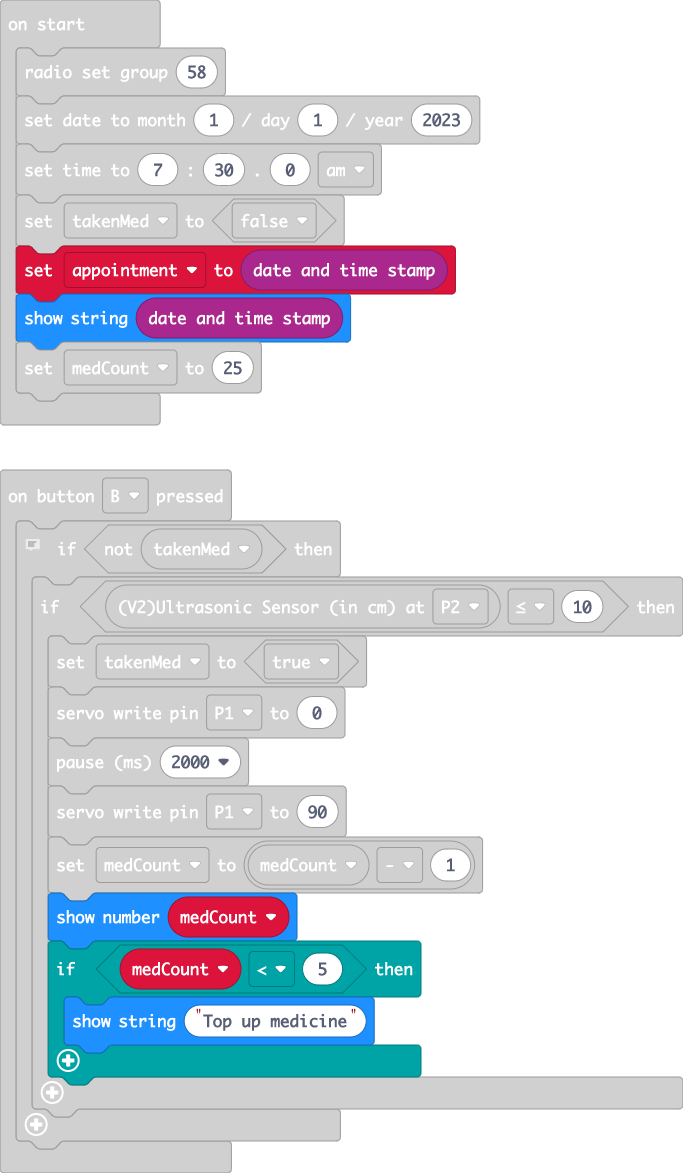 on start
radio set group 58
set date to month 1 / day 1 / year 2023
set time to 7 : 30 . 0 am
set takenMed to false
set appointment to date and time stamp
show string date and time stamp
set medCount to 25
on button B pressed
if not takenMed then
if (V2)Ultrasonic Sensor (in cm) at P2 ≤ 10 then
set takenMed to true
servo write pin P1 to 0
pause (ms) 2000
servo write pin P1 to 90
set medCount to medCount - 1
show number medCount
if medCount < 5 then
show string "Top up medicine"